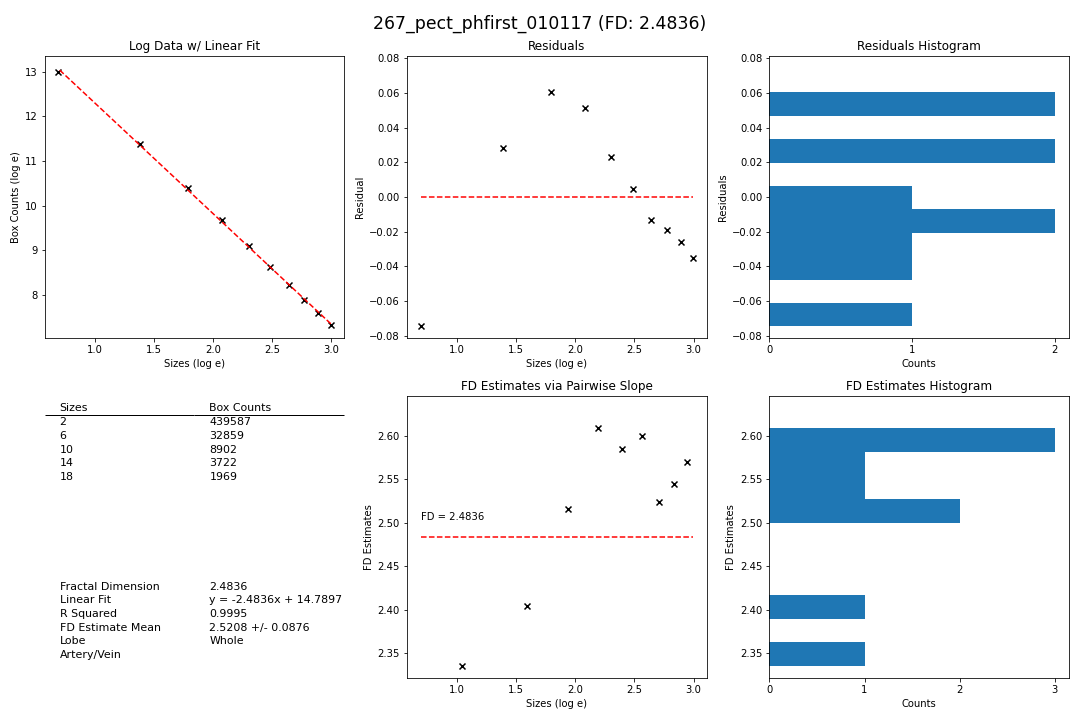 267_pect_phfirst_010117 (FD: 2.4836)
Log Data w/ Linear Fit
Box Counts (log e)
13
12
11
10
9
8
1.0 1.5 2.0 2.5 3.0
Sizes (log e)
Residuals
Residual
0.08
0.06
0.04
0.02
0.00
−0.02
−0.04
−0.06
−0.08
1.0 1.5 2.0 2.5 3.0
Sizes (log e)
Residuals Histogram
Residuals
0.08
0.06
0.04
0.02
0.00
−0.02
−0.04
−0.06
−0.08
0 1 2
Counts
Sizes Box Counts
2 439587
6 32859
10 8902
14 3722
18 1969
Fractal Dimension 2.4836
Linear Fit y = -2.4836x + 14.7897
R Squared 0.9995
FD Estimate Mean 2.5208 +/- 0.0876
Lobe Whole
Artery/Vein
FD Estimates via Pairwise Slope
FD Estimates
2.60
2.55
2.50
2.45
2.40
2.35
FD = 2.4836
1.0 1.5 2.0 2.5 3.0
Sizes (log e)
FD Estimates Histogram
FD Estimates
2.60
2.55
2.50
2.45
2.40
2.35
0 1 2 3
Counts